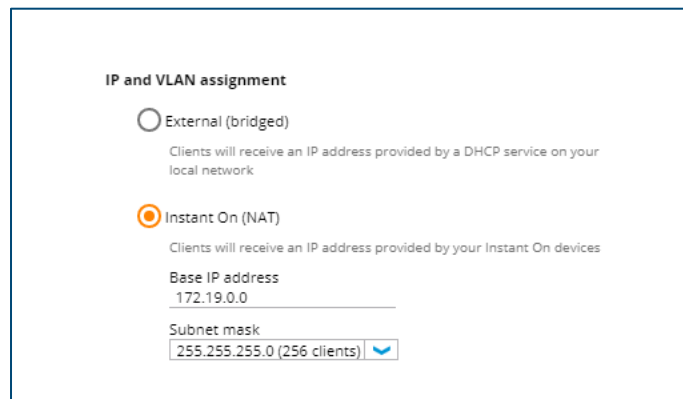 IP and VLAN assignment
External (bridged)
Clients will receive an IP address provided by a DHCP service on your
local network
Instant On (NAT)
Clients will receive an IP address provided by your Instant On devices
Base IP address
172.19.0.0
Subnet mask
255.255.255.0 (256 clients)